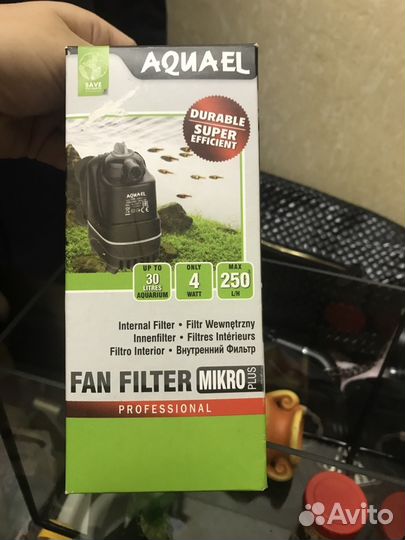 SAVE
AQUAEL
DURABLE
SUPER
EFFICIENT
AQUAEL
UP TO
30
LITRES
AQUARIUM
ONLY
4
WATT
MAX
250
L/H
Internal Filter • Filtr Wewnętrzny
Innenfilter • Filtres Intérieurs
Filtro Interior • Внутренний Фильтр
FAN FILTER MIKRO PLUS
PROFESSIONAL
Avito